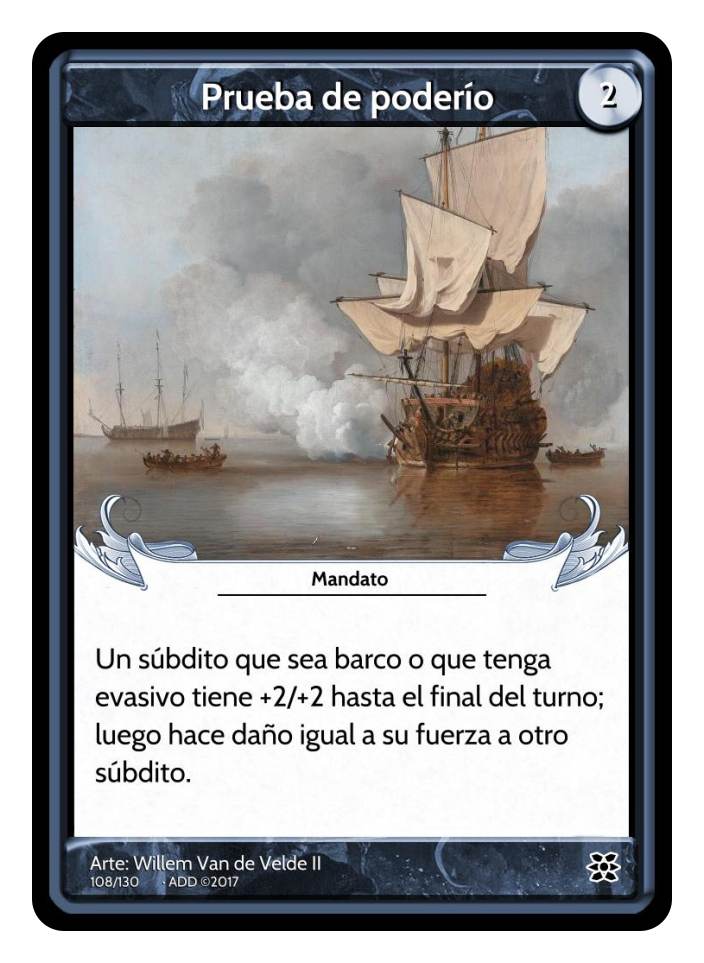 Prueba de poderío
2
Mandato
Un súbdito que sea barco o que tenga
evasivo tiene +2/+2 hasta el final del turno;
luego hace daño igual a su fuerza a otro
súbdito.
Arte: Willem Van de Velde II
108/130 · ADD ©2017